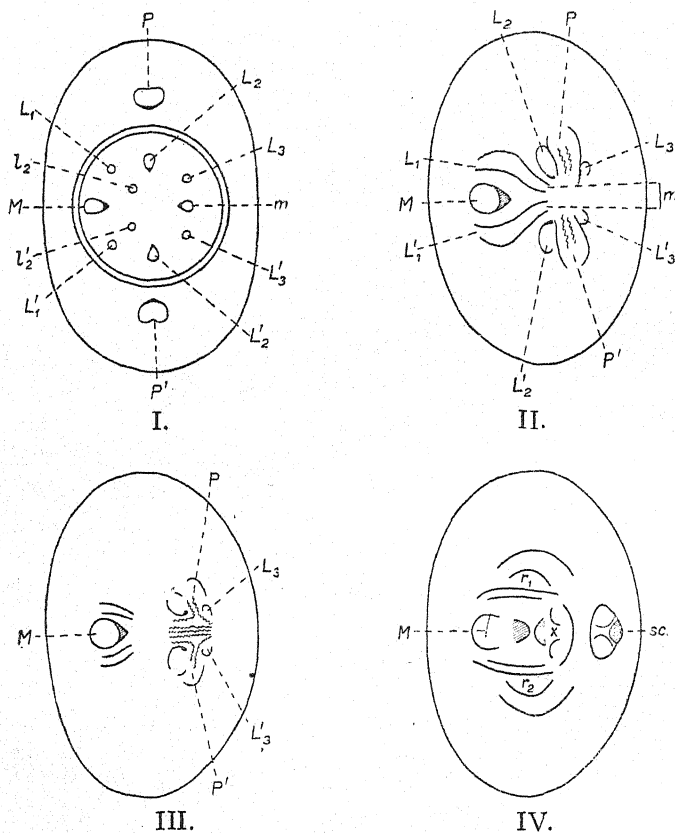 P
L₂
L₁
l₂
L₃
M
m
l'₂
L'₁
L'₃
L'₂
P'
I.
L₂
P
L₁
L₃
M
m
L'₁
L'₃
L'₂
P'
II.
P
L₃
M
L'₃
P'
III.
r₁
M
x
sc.
r₂
IV.